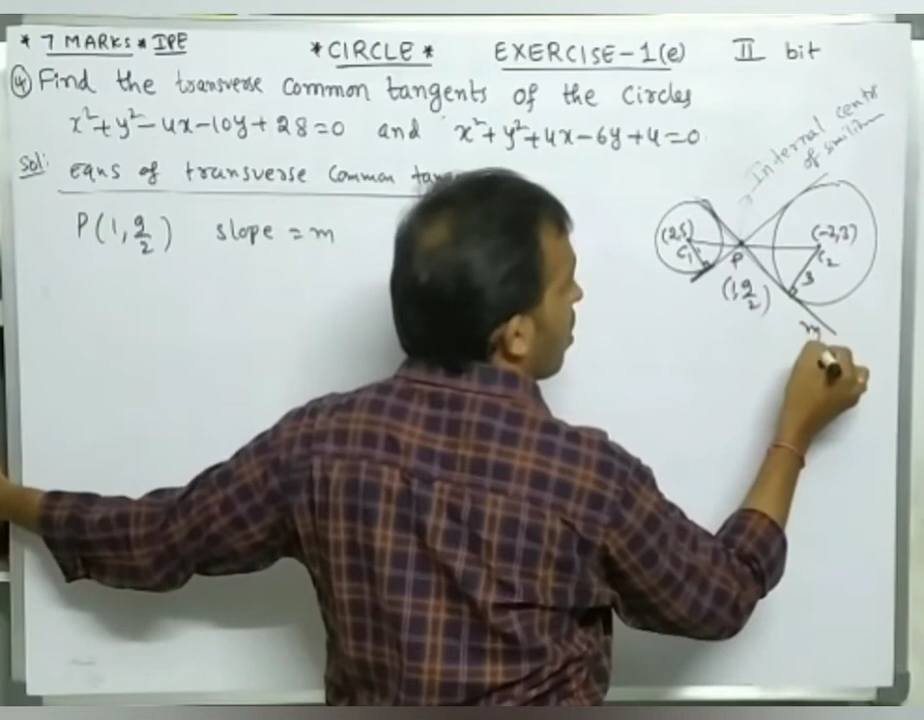 * 7 MARKS * IPE
* CIRCLE * EXERCISE-1(e) II bit
④ Find the transverse common tangents of the circles
x²+y²-4x-10y+28=0 and x²+y²+4x-6y+4=0.
Sol: eqns of transverse common
P(1, 9/2) slope = m
Internal centre
of
(2,5)
C₁
P
(1, 9/2)
(-2,3)
C₂
3
m